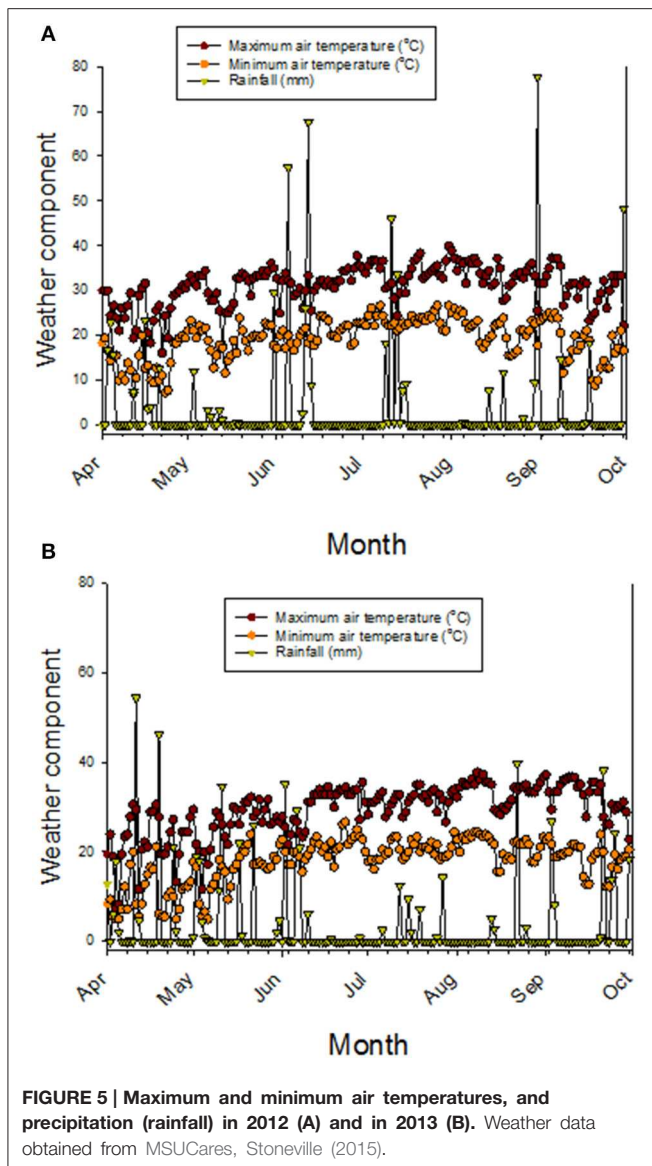 A
Maximum air temperature (°C)
Minimum air temperature (°C)
Rainfall (mm)
80
70
60
50
40
30
20
10
0
Weather component
Apr
May
Jun
Jul
Aug
Sep
Oct
Month
B
Maximum air temperature (°C)
Minimum air temperature (°C)
Rainfall (mm)
80
60
40
20
0
Weather component
Apr
May
Jun
Jul
Aug
Sep
Oct
Month
FIGURE 5 | Maximum and minimum air temperatures, and
precipitation (rainfall) in 2012 (A) and in 2013 (B). Weather data
obtained from MSUCares, Stoneville (2015).